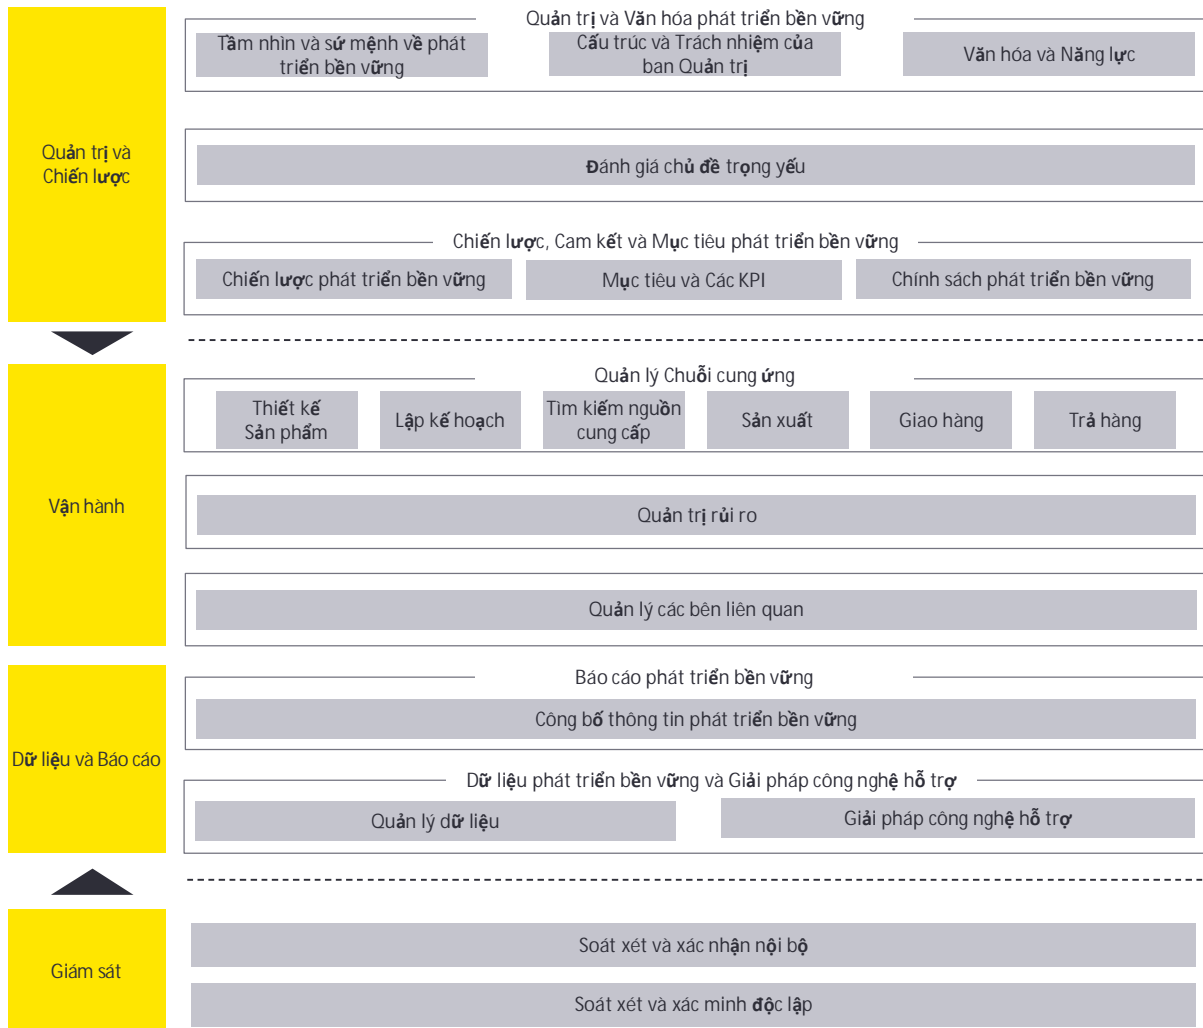 Quản trị và Văn hóa phát triển bền vững
Tầm nhìn và sứ mệnh về phát
triển bền vững
Cấu trúc và Trách nhiệm của
ban Quản trị
Văn hóa và Năng lực
Quản trị và
Chiến lược
Đánh giá chủ đề trọng yếu
Chiến lược, Cam kết và Mục tiêu phát triển bền vững
Chiến lược phát triển bền vững
Mục tiêu và Các KPI
Chính sách phát triển bền vững
Quản lý Chuỗi cung ứng
Thiết kế
Sản phẩm
Lập kế hoạch
Tìm kiếm nguồn
cung cấp
Sản xuất
Giao hàng
Trả hàng
Vận hành
Quản trị rủi ro
Quản lý các bên liên quan
Báo cáo phát triển bền vững
Công bố thông tin phát triển bền vững
Dữ liệu và Báo cáo
Dữ liệu phát triển bền vững và Giải pháp công nghệ hỗ trợ
Quản lý dữ liệu
Giải pháp công nghệ hỗ trợ
Giám sát
Soát xét và xác nhận nội bộ
Soát xét và xác minh độc lập